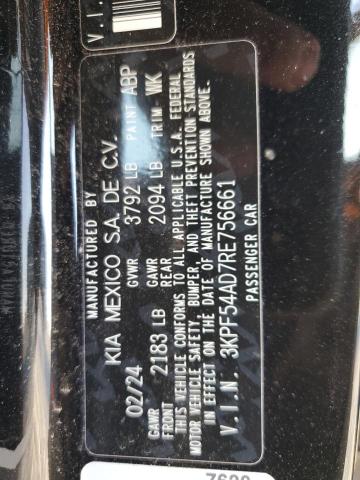 V.I.N
MANUFACTURED BY
KIA MEXICO S.A. DE C.V.
02/24 GVWR 3792 LB PAINT ABP
GAWR FRONT 2183 LB GAWR REAR 2094 LB TRIM WK
THIS VEHICLE CONFORMS TO ALL APPLICABLE U.S.A. FEDERAL
MOTOR VEHICLE SAFETY, BUMPER, AND THEFT PREVENTION STANDARDS
IN EFFECT ON THE DATE OF MANUFACTURE SHOWN ABOVE.
V.I.N. 3KPF54AD7RE756661
PASSENGER CAR